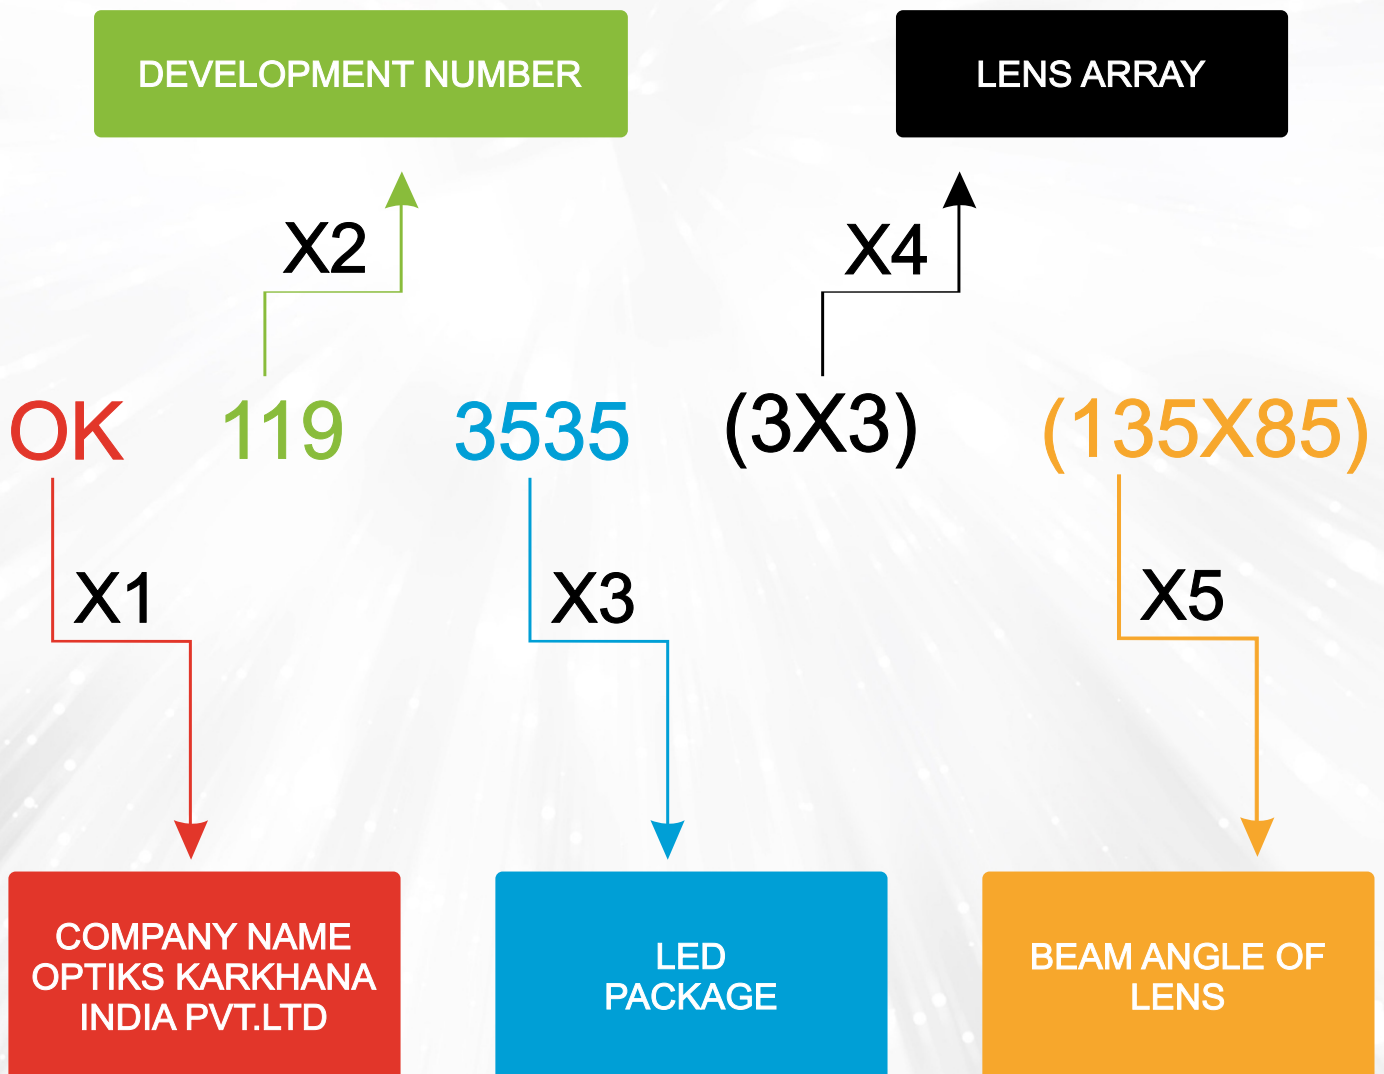 DEVELOPMENT NUMBER
LENS ARRAY
X2
X4
OK 119 3535 (3X3) (135X85)
X1
X3
X5
COMPANY NAME
OPTIKS KARKHANA
INDIA PVT.LTD
LED
PACKAGE
BEAM ANGLE OF
LENS